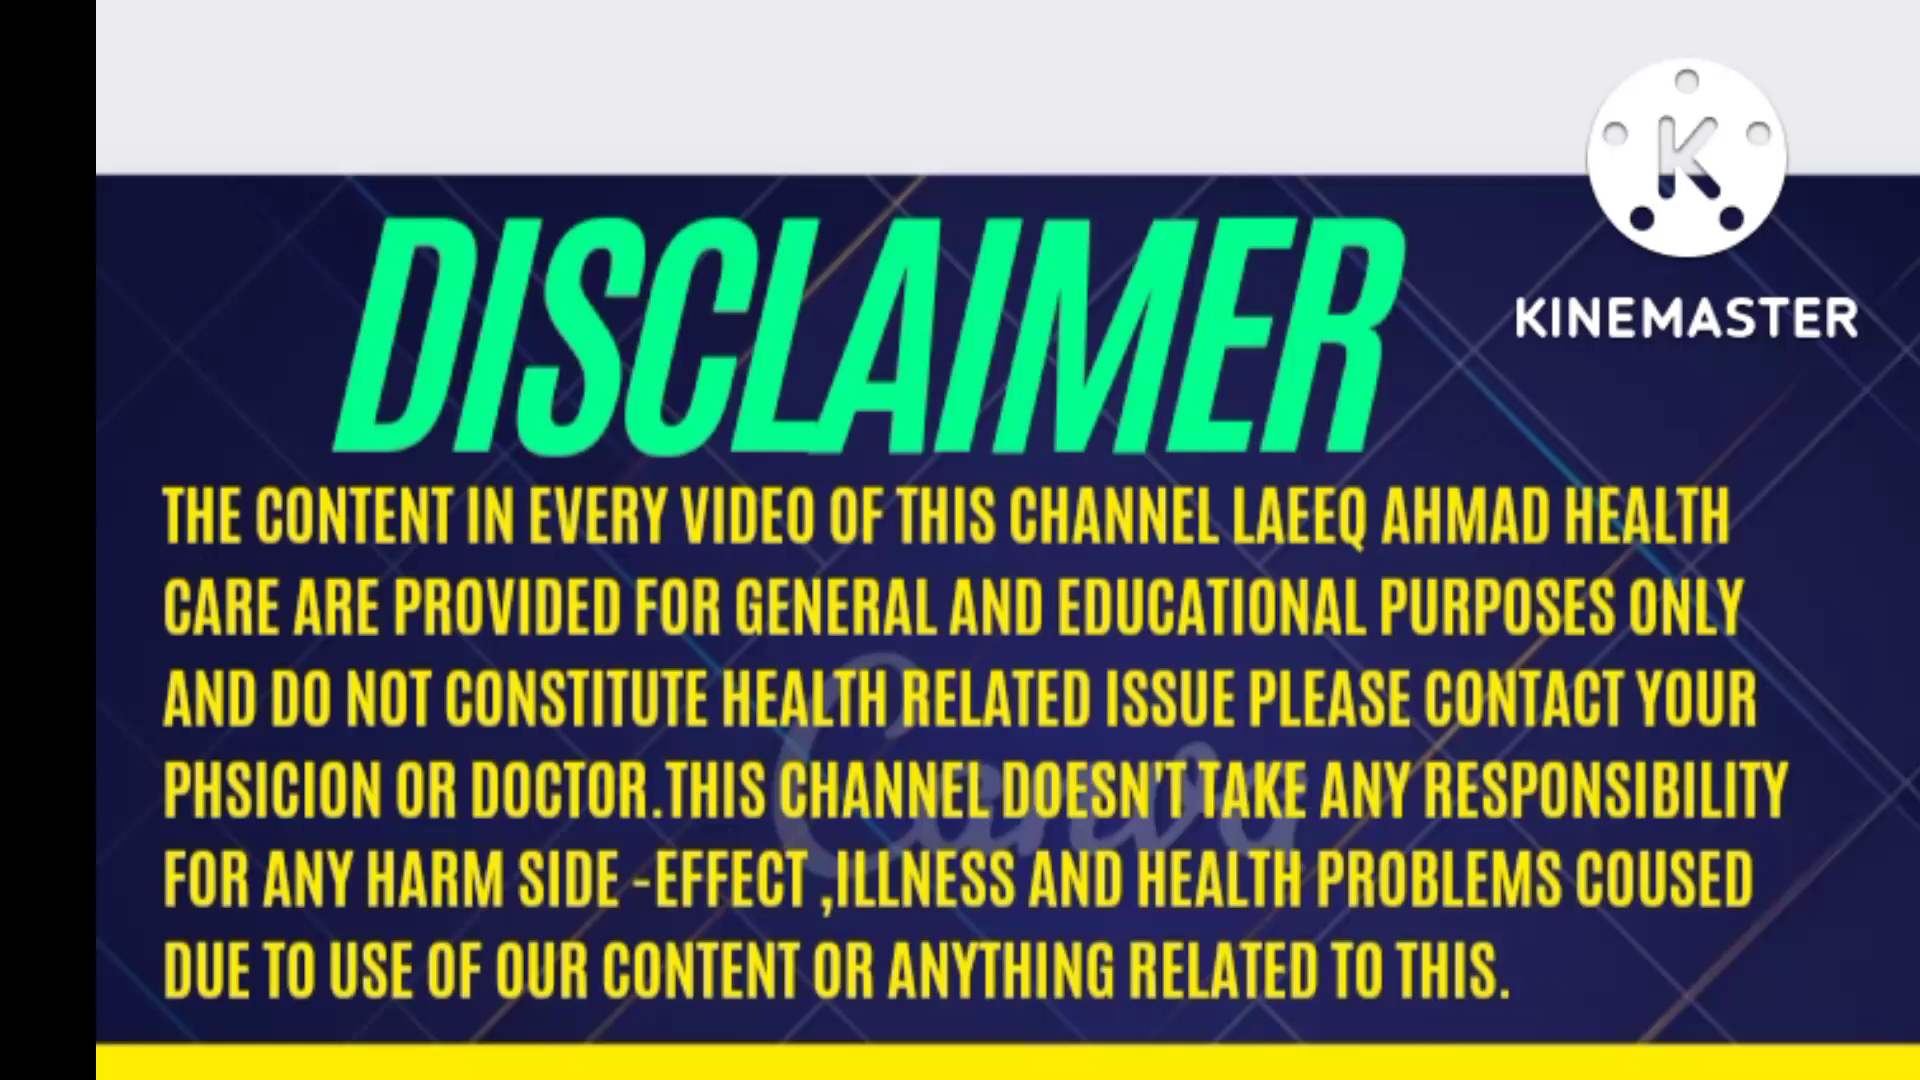 K
KINEMASTER
DISCLAIMER
THE CONTENT IN EVERY VIDEO OF THIS CHANNEL LAEEQ AHMAD HEALTH
CARE ARE PROVIDED FOR GENERAL AND EDUCATIONAL PURPOSES ONLY
AND DO NOT CONSTITUTE HEALTH RELATED ISSUE PLEASE CONTACT YOUR
PHSICION OR DOCTOR.THIS CHANNEL DOESN'T TAKE ANY RESPONSIBILITY
FOR ANY HARM SIDE -EFFECT ,ILLNESS AND HEALTH PROBLEMS COUSED
DUE TO USE OF OUR CONTENT OR ANYTHING RELATED TO THIS.
Canva